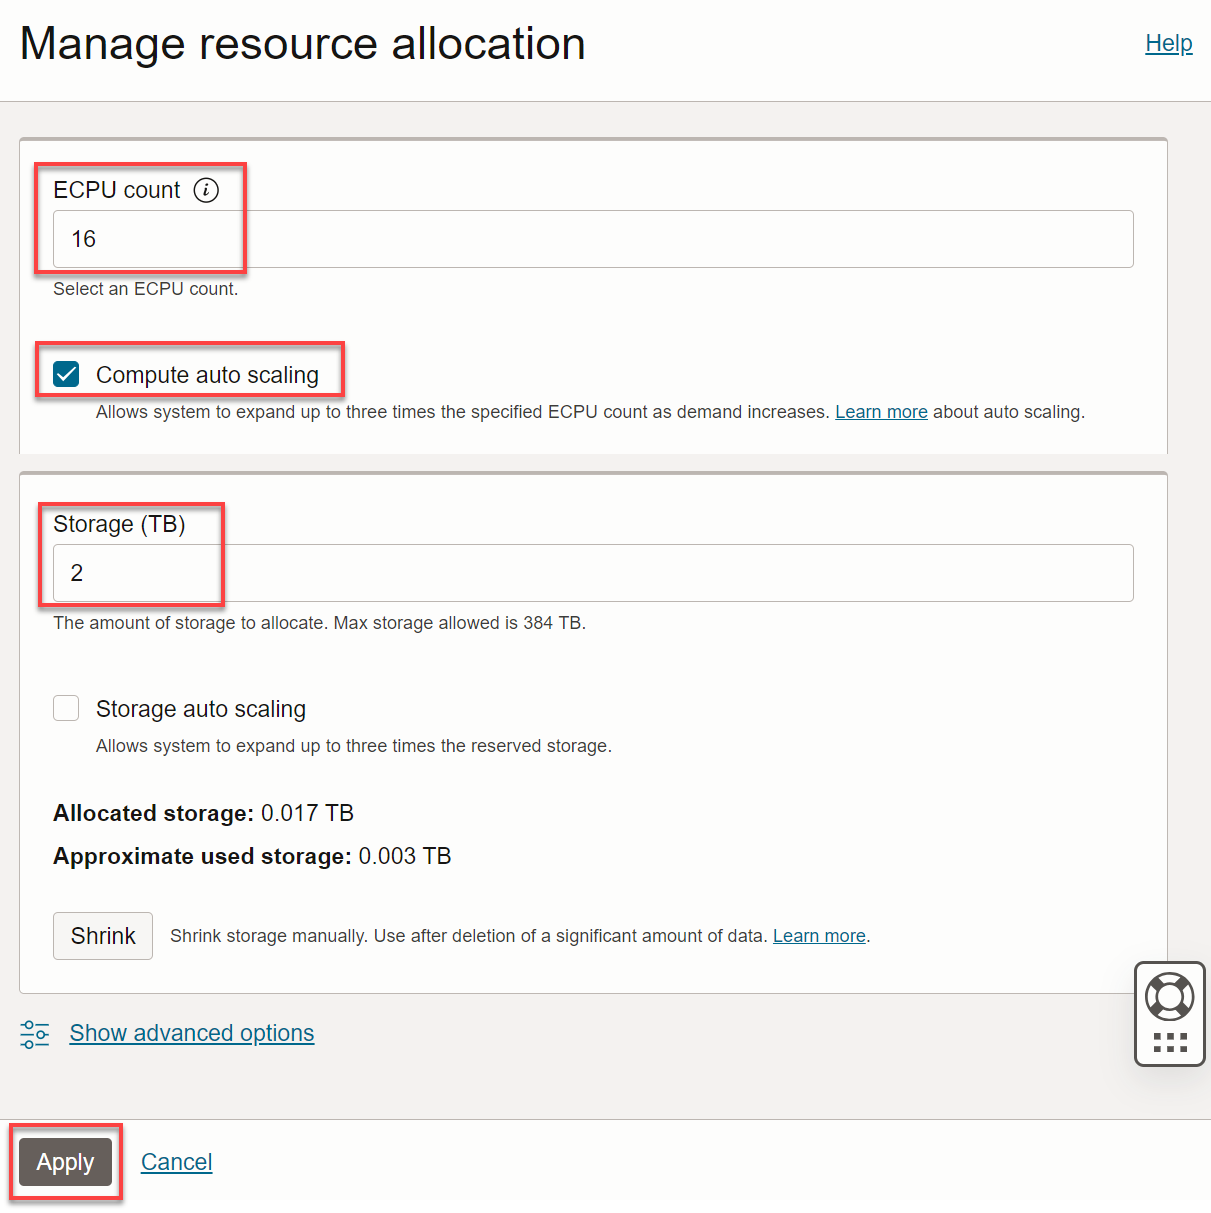 Manage resource allocation
Help
ECPU count
16
Select an ECPU count.
Compute auto scaling
Allows system to expand up to three times the specified ECPU count as demand increases. Learn more about auto scaling.
Storage (TB)
2
The amount of storage to allocate. Max storage allowed is 384 TB.
Storage auto scaling
Allows system to expand up to three times the reserved storage.
Allocated storage: 0.017 TB
Approximate used storage: 0.003 TB
Shrink Shrink storage manually. Use after deletion of a significant amount of data. Learn more.
Show advanced options
Apply Cancel